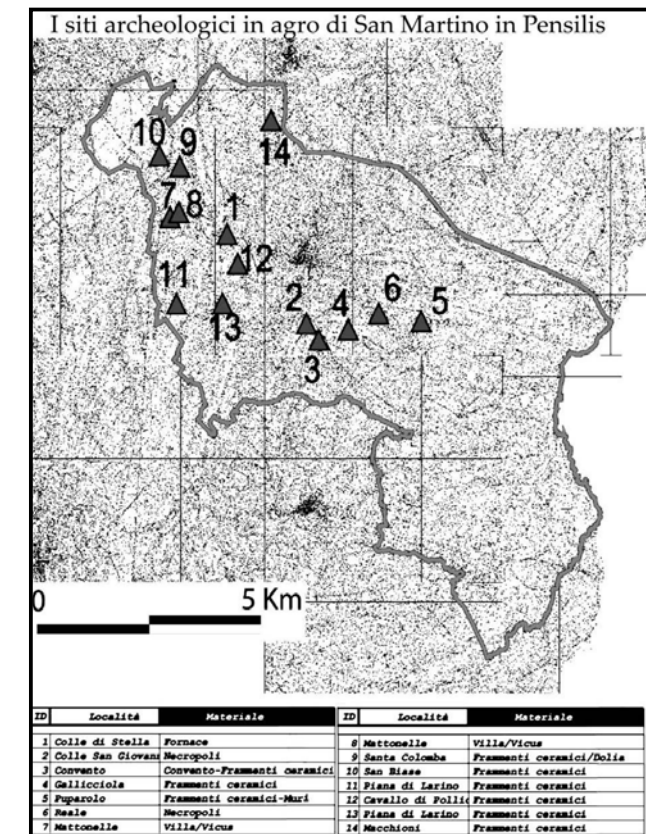 I siti archeologici in agro di San Martino in Pensilis
14
10
9
7
8
1
12
11
13
2
4
6
5
3
0
5 Km
ID Località Materiale
1 Colle di Stella Fornace
2 Colle San Giovann Necropoli
3 Convento Convento-Frammenti ceramici
4 Gallicciola Frammenti ceramici
5 Puparolo Frammenti ceramici-Muri
6 Reale Necropoli
7 Mattonelle Villa/Vicus
ID Località Materiale
8 Mattonelle Villa/Vicus
9 Santa Colomba Frammenti ceramici/Dolia
10 San Biase Frammenti ceramici
11 Piana di Larino Frammenti ceramici
12 Cavallo di Frammenti ceramici
13 Piana di Larino Frammenti ceramici
14 Macchioni Frammenti ceramici